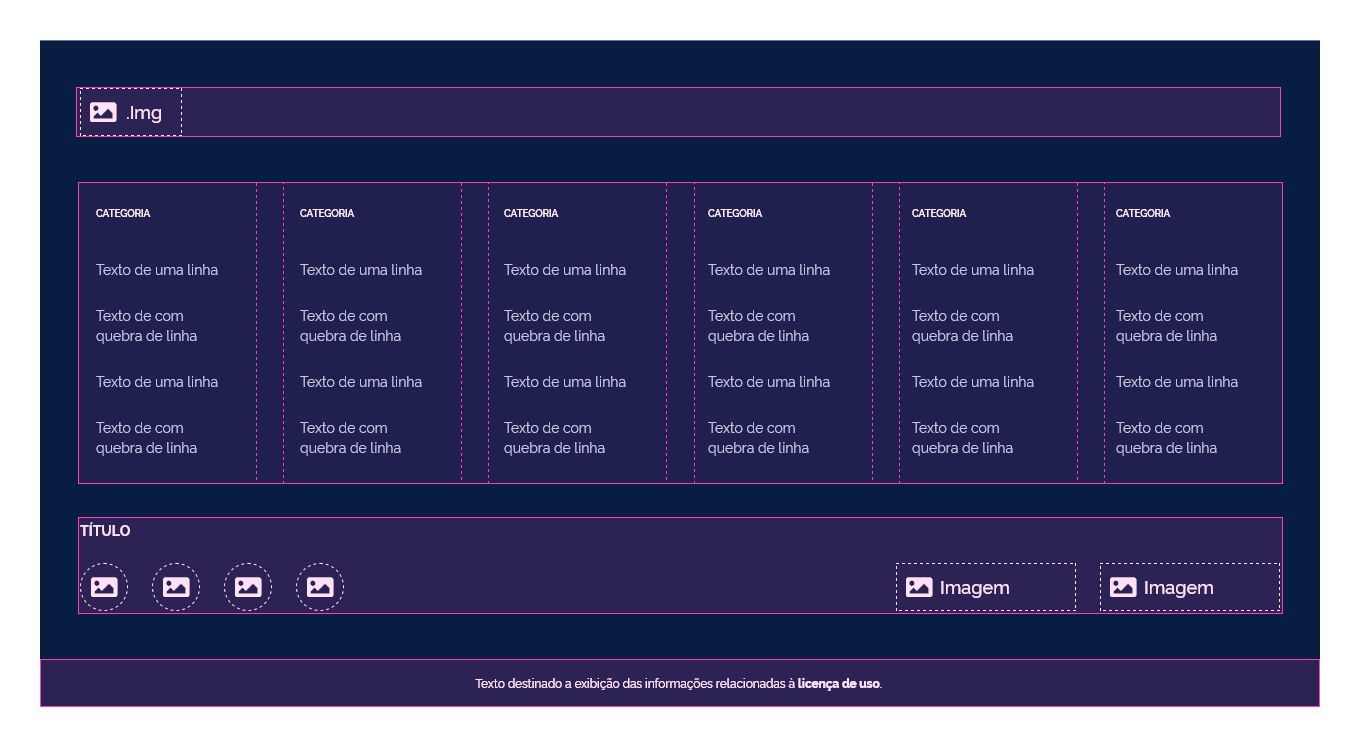 .Img
CATEGORIA
Texto de uma linha
Texto de com
quebra de linha
Texto de uma linha
Texto de com
quebra de linha
CATEGORIA
Texto de uma linha
Texto de com
quebra de linha
Texto de uma linha
Texto de com
quebra de linha
CATEGORIA
Texto de uma linha
Texto de com
quebra de linha
Texto de uma linha
Texto de com
quebra de linha
CATEGORIA
Texto de uma linha
Texto de com
quebra de linha
Texto de uma linha
Texto de com
quebra de linha
CATEGORIA
Texto de uma linha
Texto de com
quebra de linha
Texto de uma linha
Texto de com
quebra de linha
CATEGORIA
Texto de uma linha
Texto de com
quebra de linha
Texto de uma linha
Texto de com
quebra de linha
TÍTULO
Imagem
Imagem
Texto destinado a exibição das informações relacionadas à licença de uso.